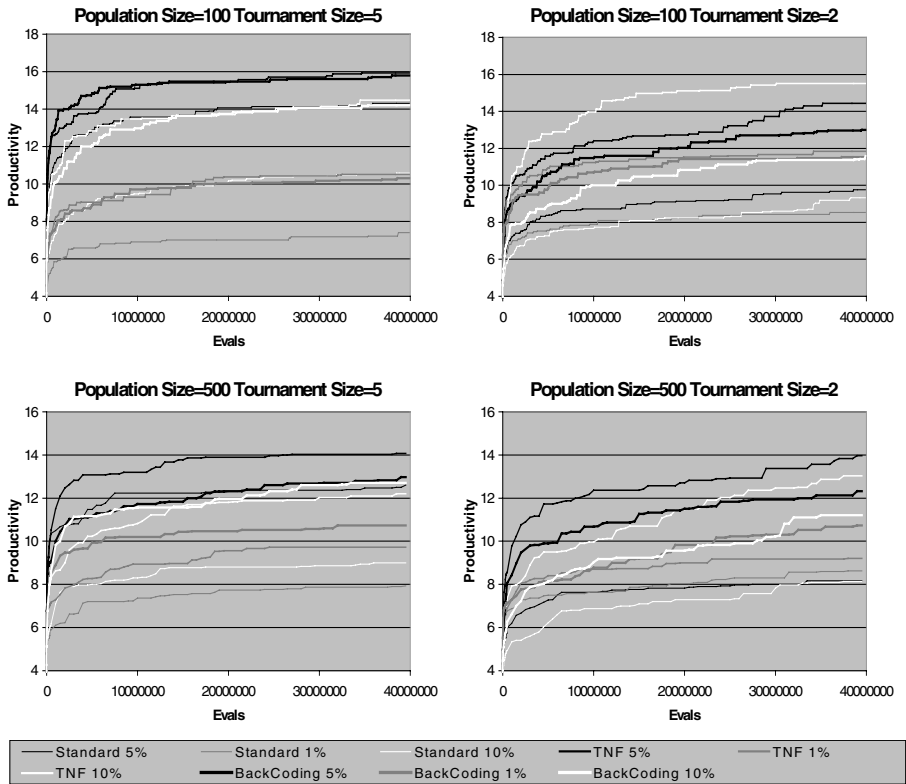 Population Size=100 Tournament Size=5
18
16
14
12
10
8
6
4
Productivity
0 10000000 20000000 30000000 40000000
Evals
Population Size=100 Tournament Size=2
18
16
14
12
10
8
6
4
Productivity
0 10000000 20000000 30000000 40000000
Evals
Population Size=500 Tournament Size=5
16
14
12
10
8
6
4
Productivity
0 10000000 20000000 30000000 40000000
Evals
Population Size=500 Tournament Size=2
16
14
12
10
8
6
4
Productivity
0 10000000 20000000 30000000 40000000
Evals
Standard 5% Standard 1% Standard 10% TNF 5% TNF 1%
TNF 10% BackCoding 5% BackCoding 1% BackCoding 10%